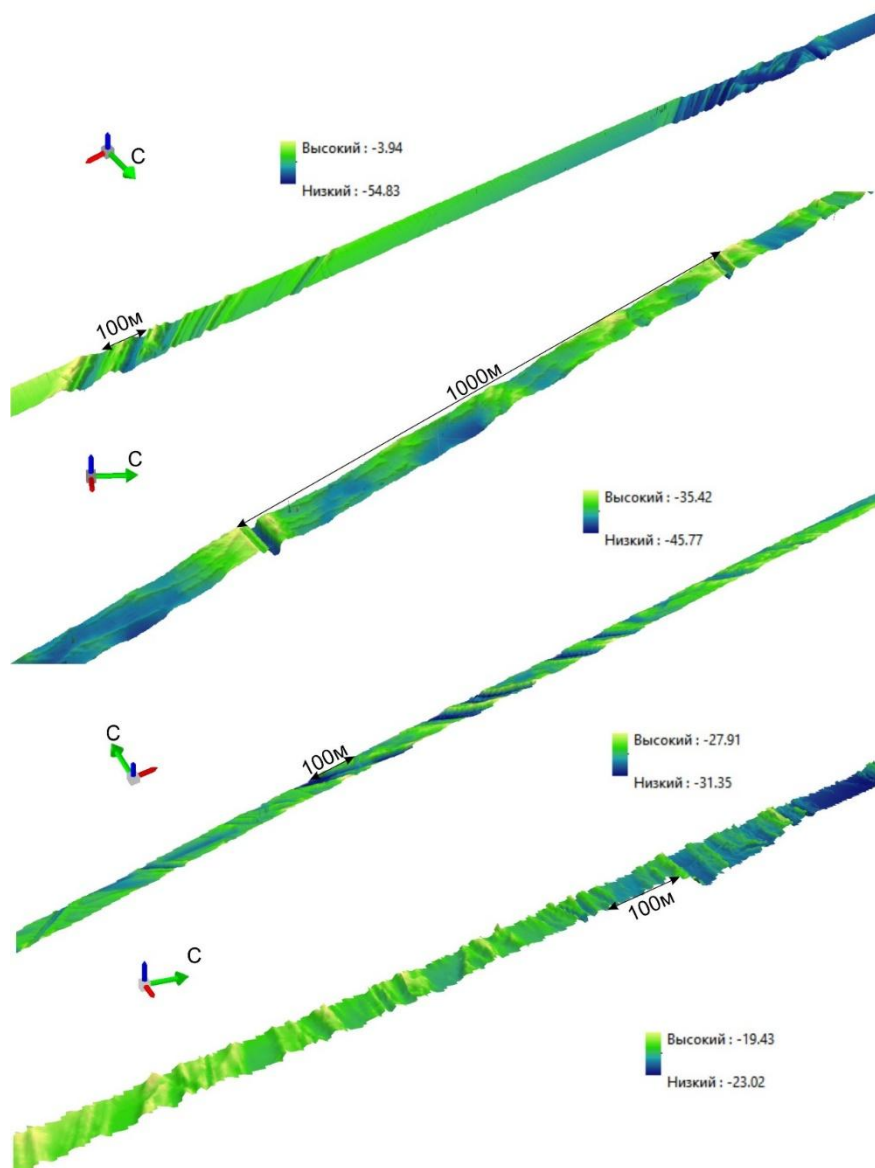 С
Высокий : -3.94
Низкий : -54.83
100м
1000м
С
Высокий : -35.42
Низкий : -45.77
С
100м
Высокий : -27.91
Низкий : -31.35
100м
С
Высокий : -19.43
Низкий : -23.02